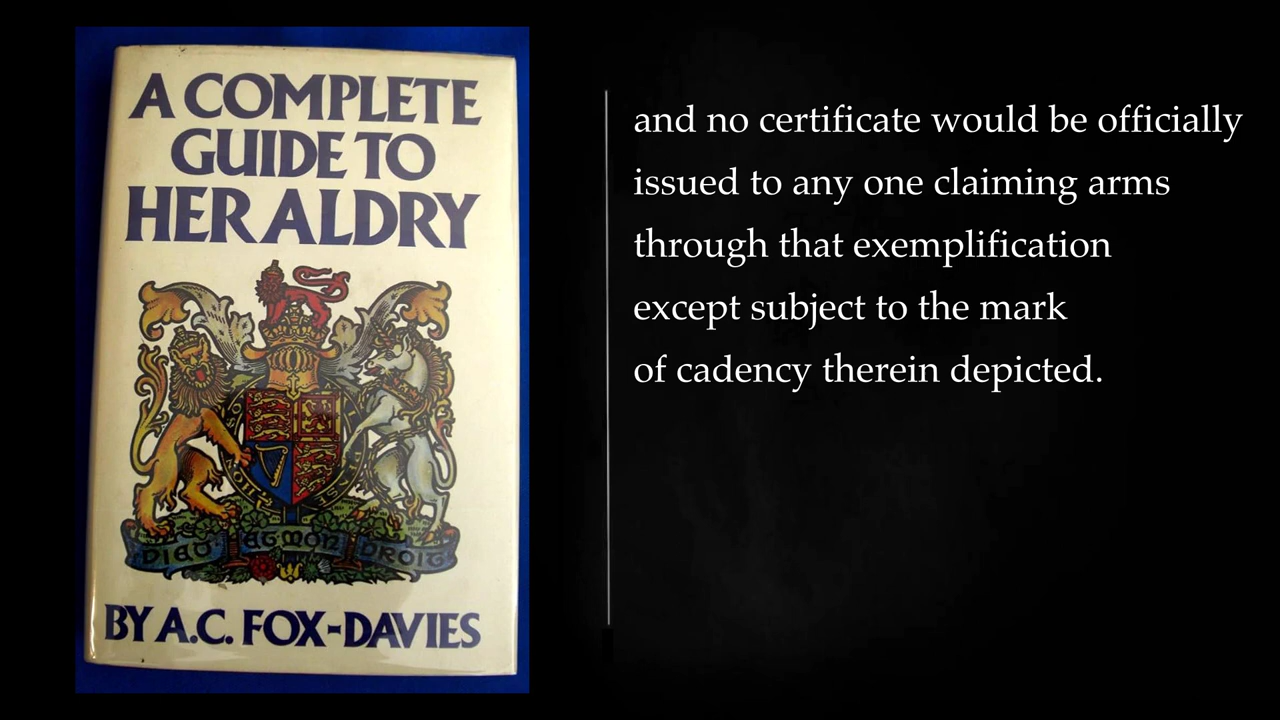 A COMPLETE
GUIDE TO
HERALDRY
DIEU ET MON DROIT
BY A.C. FOX-DAVIES
and no certificate would be officially
issued to any one claiming arms
through that exemplification
except subject to the mark
of cadency therein depicted.